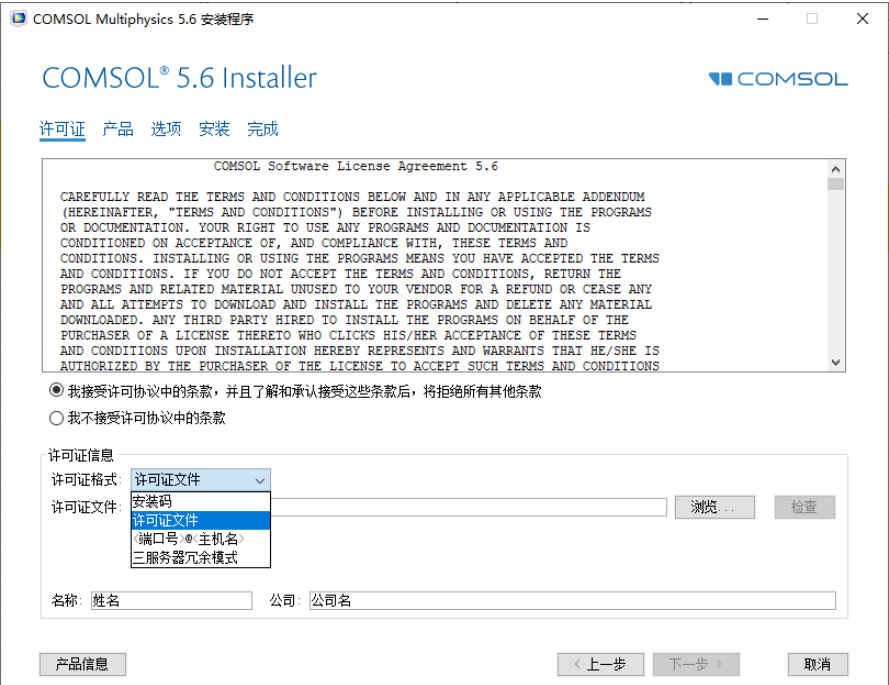 COMSOL Multiphysics 5.6 安装程序
COMSOL® 5.6 Installer
COMSOL
许可证 产品 选项 安装 完成
COMSOL Software License Agreement 5.6
CAREFULLY READ THE TERMS AND CONDITIONS BELOW AND IN ANY APPLICABLE ADDENDUM
(HEREINAFTER, "TERMS AND CONDITIONS") BEFORE INSTALLING OR USING THE PROGRAMS
OR DOCUMENTATION. YOUR RIGHT TO USE ANY PROGRAMS AND DOCUMENTATION IS
CONDITIONED ON ACCEPTANCE OF, AND COMPLIANCE WITH, THESE TERMS AND
CONDITIONS. INSTALLING OR USING THE PROGRAMS MEANS YOU HAVE ACCEPTED THE TERMS
AND CONDITIONS. IF YOU DO NOT ACCEPT THE TERMS AND CONDITIONS, RETURN THE
PROGRAMS AND RELATED MATERIAL UNUSED TO YOUR VENDOR FOR A REFUND OR CEASE ANY
AND ALL ATTEMPTS TO DOWNLOAD AND INSTALL THE PROGRAMS AND DELETE ANY MATERIAL
DOWNLOADED. ANY THIRD PARTY HIRED TO INSTALL THE PROGRAMS ON BEHALF OF THE
PURCHASER OF A LICENSE THERETO WHO CLICKS HIS/HER ACCEPTANCE OF THESE TERMS
AND CONDITIONS UPON INSTALLATION HEREBY REPRESENTS AND WARRANTS THAT HE/SHE IS
AUTHORIZED BY THE PURCHASER OF THE LICENSE TO ACCEPT SUCH TERMS AND CONDITIONS
我接受许可协议中的条款，并且了解和承认接受这些条款后，将拒绝所有其他条款
我不接受许可协议中的条款
许可证信息
许可证格式: 许可证文件
许可证文件: 浏览... 检查
安装码
许可证文件
<端口号>@<主机名>
三服务器冗余模式
名称: 姓名 公司: 公司名
产品信息 < 上一步 下一步 > 取消